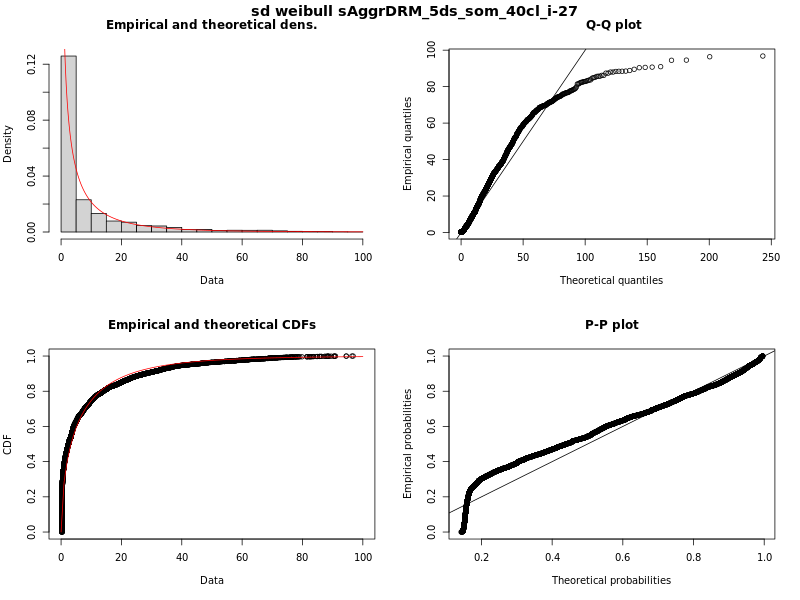 sd weibull sAggrDRM_5ds_som_40cl_i-27
Empirical and theoretical dens.
Density
0.00 0.04 0.08 0.12
0 20 40 60 80 100
Data
Q-Q plot
Empirical quantiles
0 20 40 60 80 100
0 50 100 150 200 250
Theoretical quantiles
Empirical and theoretical CDFs
CDF
0.0 0.2 0.4 0.6 0.8 1.0
0 20 40 60 80 100
Data
P-P plot
Empirical probabilities
0.0 0.2 0.4 0.6 0.8 1.0
0.2 0.4 0.6 0.8 1.0
Theoretical probabilities